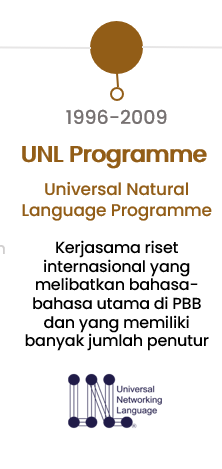 1996-2009
UNL Programme
Universal Natural
Language Programme
Kerjasama riset
internasional yang
melibatkan bahasa-
bahasa utama di PBB
dan yang memiliki
banyak jumlah penutur
UNL
Universal
Networking
Language